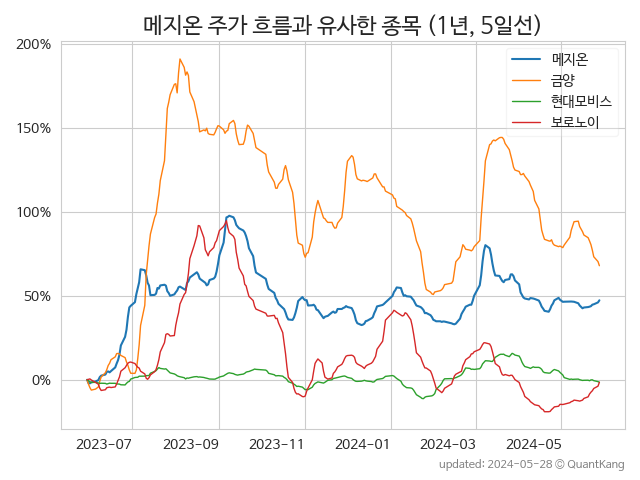 메지온 주가 흐름과 유사한 종목 (1년, 5일선)
메지온
금양
현대모비스
보로노이
200%
150%
100%
50%
0%
2023-07
2023-09
2023-11
2024-01
2024-03
2024-05
updated: 2024-05-28 © QuantKang